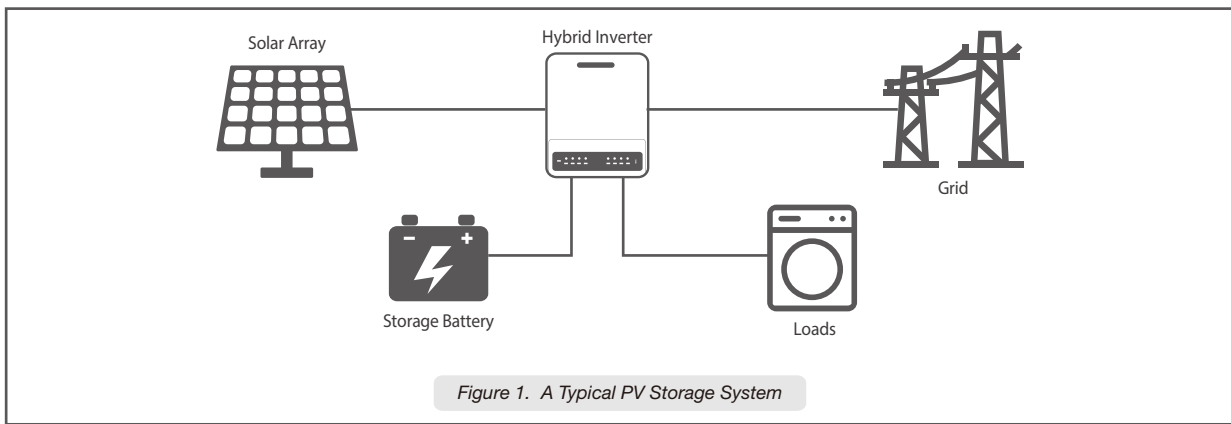 Solar Array
Hybrid Inverter
Grid
Storage Battery
Loads
Figure 1. A Typical PV Storage System